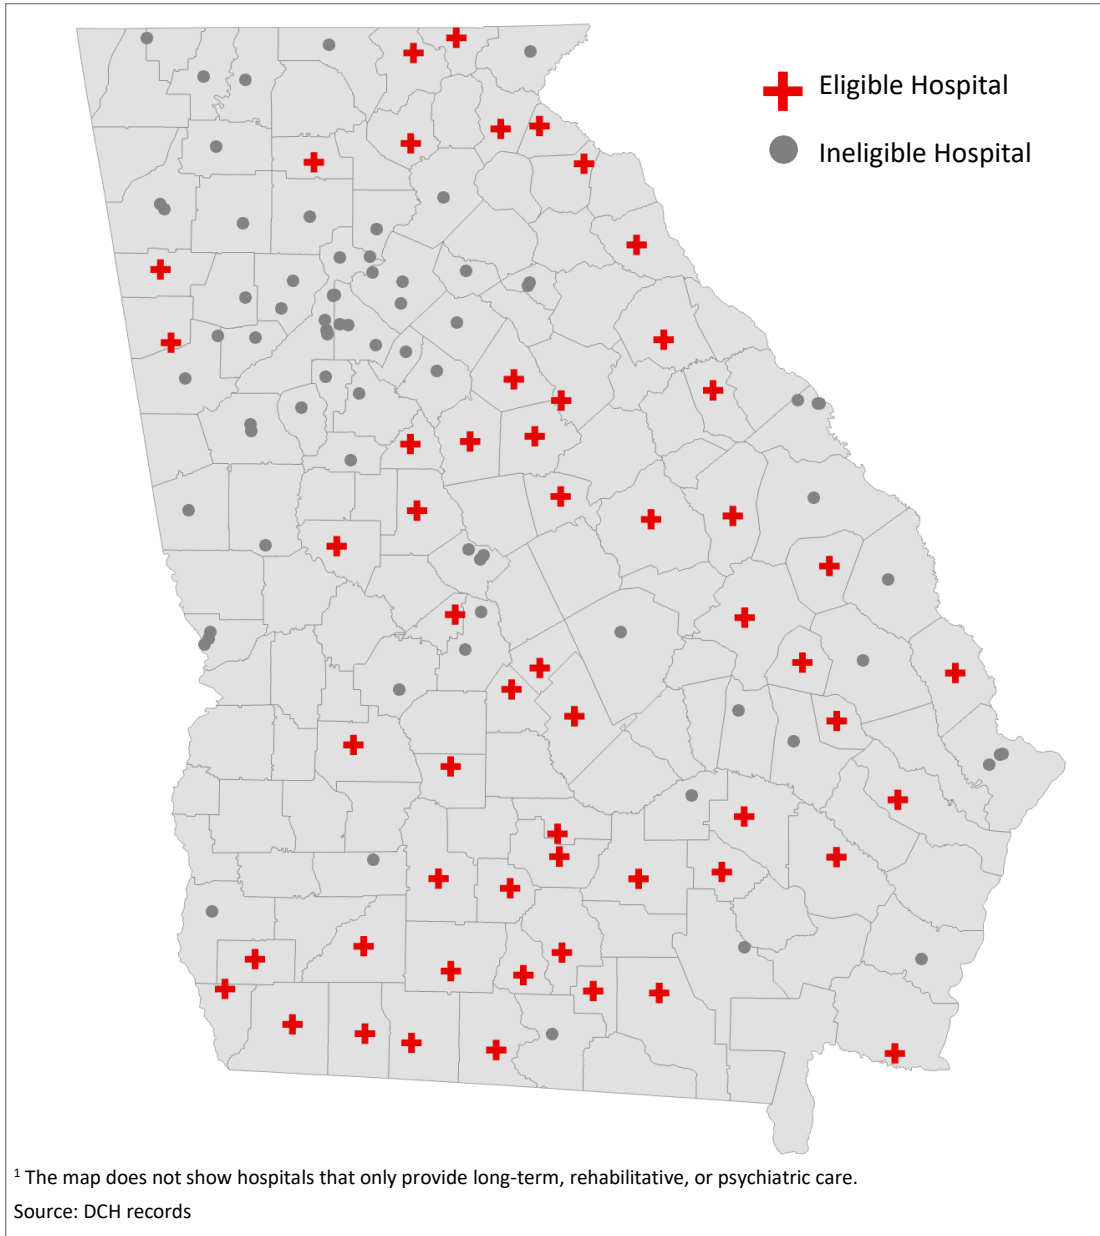 Eligible Hospital
Ineligible Hospital
¹ The map does not show hospitals that only provide long-term, rehabilitative, or psychiatric care.
Source: DCH records